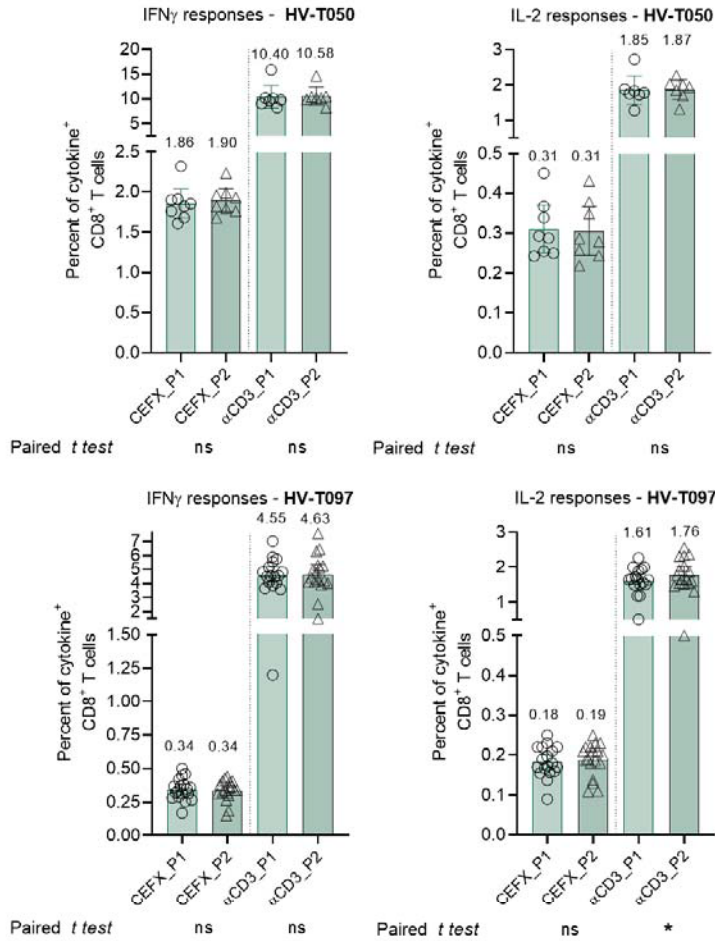 IFNγ responses - HV-T050
Percent of cytokine⁺
CD8⁺ T cells
20
15
10
5
2.5
2.0
1.5
1.0
0.5
0.0
1.86
1.90
10.40
10.58
CEFX_P1
CEFX_P2
αCD3_P1
αCD3_P2
Paired t test
ns
ns
IL-2 responses - HV-T050
Percent of cytokine⁺
CD8⁺ T cells
3
2
1
0.5
0.4
0.3
0.2
0.1
0.0
0.31
0.31
1.85
1.87
CEFX_P1
CEFX_P2
αCD3_P1
αCD3_P2
Paired t test
ns
ns
IFNγ responses - HV-T097
Percent of cytokine⁺
CD8⁺ T cells
7
6
5
4
3
2
1.50
1.25
1.00
0.75
0.50
0.25
0.00
0.34
0.34
4.55
4.63
CEFX_P1
CEFX_P2
αCD3_P1
αCD3_P2
Paired t test
ns
ns
IL-2 responses - HV-T097
Percent of cytokine⁺
CD8⁺ T cells
3
2
1
0.5
0.4
0.3
0.2
0.1
0.0
0.18
0.19
1.61
1.76
CEFX_P1
CEFX_P2
αCD3_P1
αCD3_P2
Paired t test
ns
*